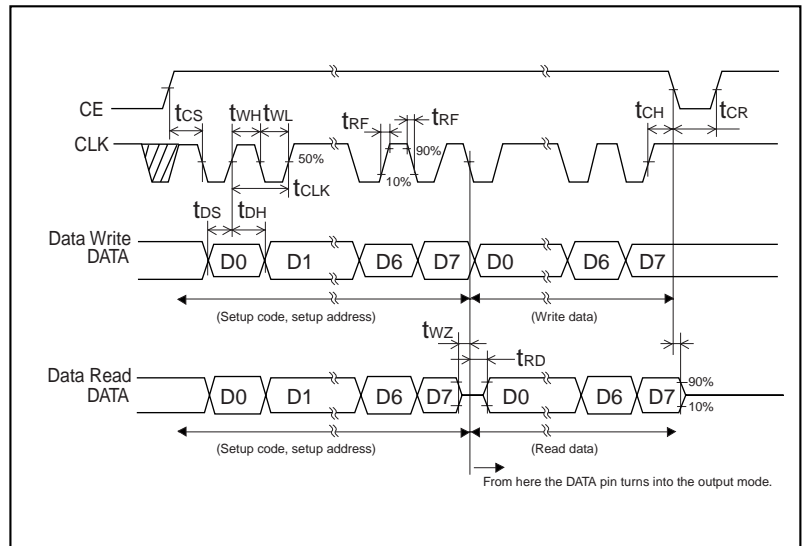 CE
tCS
tWH
tWL
tRF
tRF
tCH
tCR
CLK
50%
90%
10%
tCLK
tDS
tDH
Data Write
DATA
D0
D1
D6
D7
D0
D6
D7
(Setup code, setup address)
(Write data)
tWZ
tRD
Data Read
DATA
D0
D1
D6
D7
D0
D6
D7
90%
10%
(Setup code, setup address)
(Read data)
From here the DATA pin turns into the output mode.